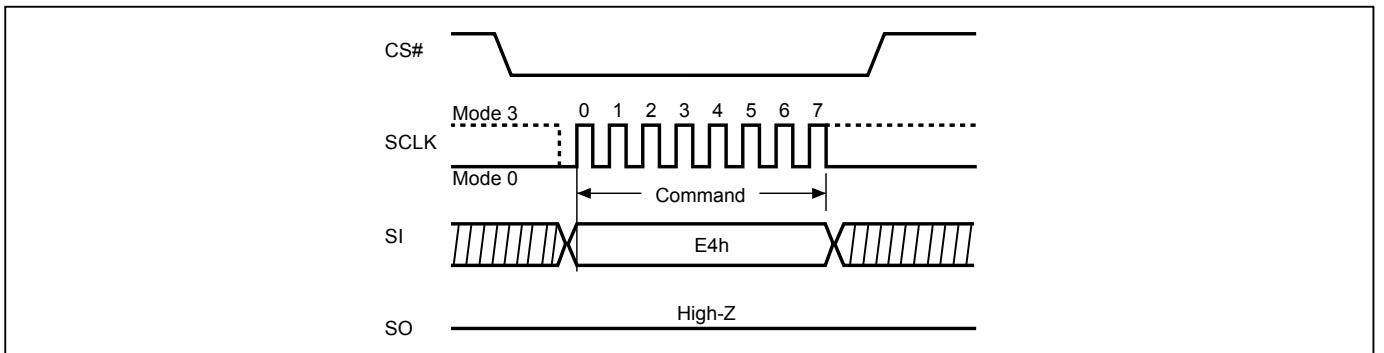 CS#
Mode 3
0 1 2 3 4 5 6 7
SCLK
Mode 0
Command
SI
E4h
High-Z
SO